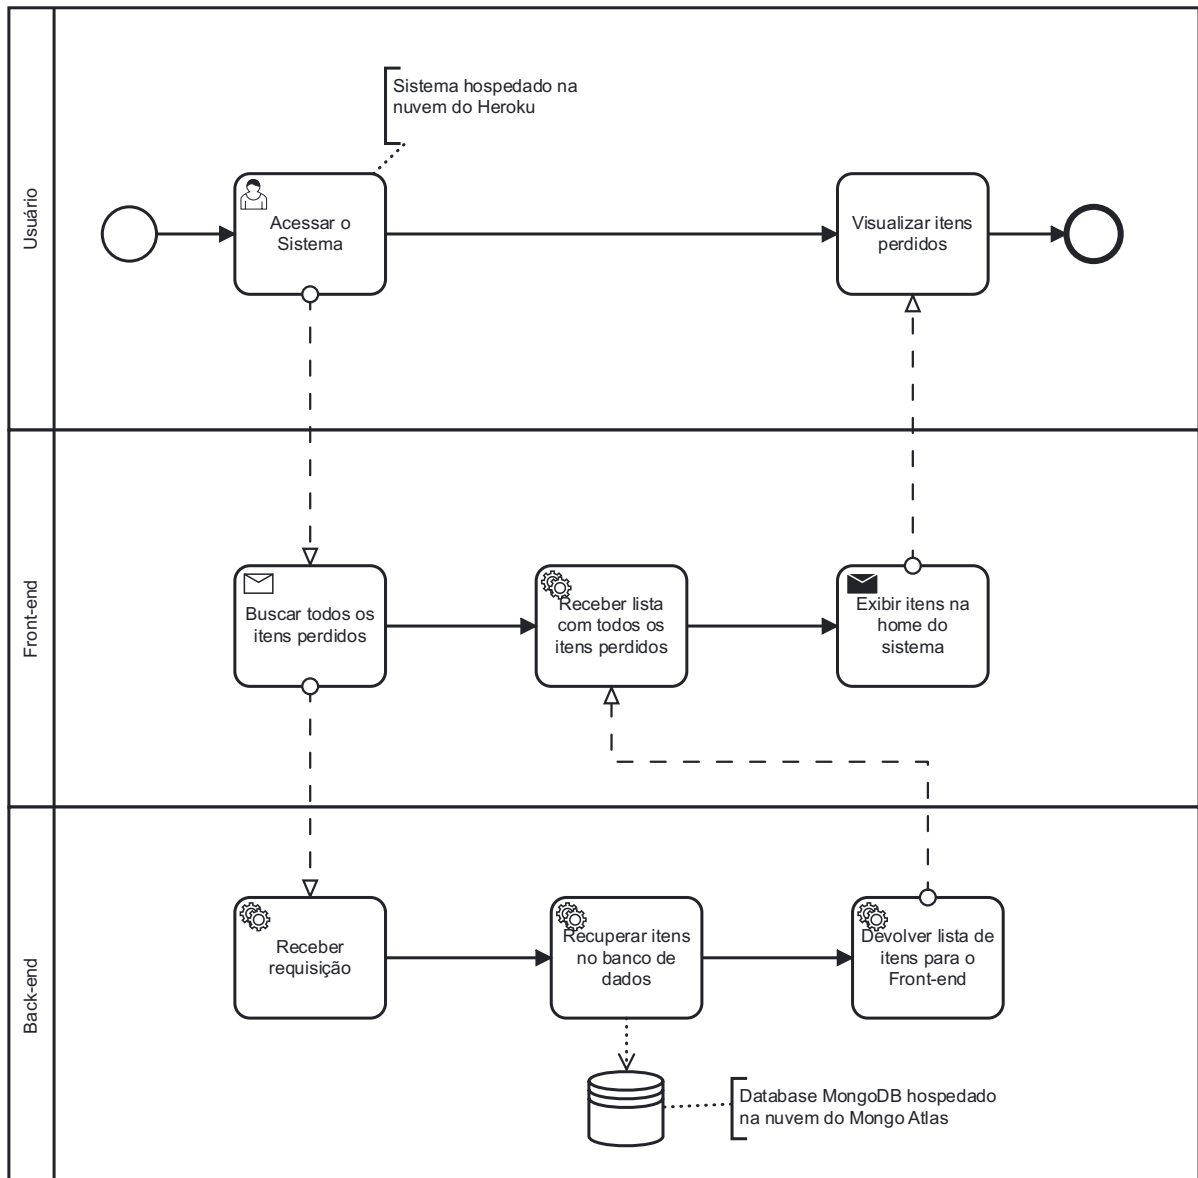 Usuário
Sistema hospedado na
nuvem do Heroku
Acessar o
Sistema
Visualizar itens
perdidos
Front-end
Buscar todos os
itens perdidos
Receber lista
com todos os
itens perdidos
Exibir itens na
home do
sistema
Back-end
Receber
requisição
Recuperar itens
no banco de
dados
Devolver lista de
itens para o
Front-end
Database MongoDB hospedado
na nuvem do Mongo Atlas